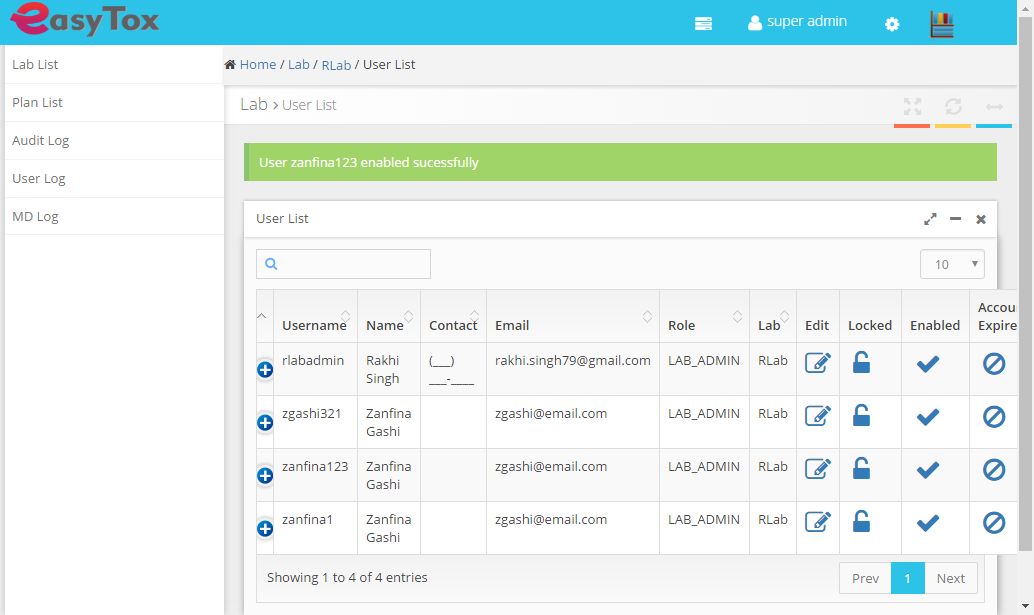 easyTox
super admin
Lab List
Plan List
Audit Log
User Log
MD Log
Home / Lab / RLab / User List
Lab > User List
User zanfina123 enabled sucessfully
User List
10
Username Name Contact Email Role Lab Edit Locked Enabled Accou
Expire
rlabadmin Rakhi (___) rakhi.singh79@gmail.com LAB_ADMIN RLab
Singh ___-____
zgashi321 Zanfina zgashi@email.com LAB_ADMIN RLab
Gashi
zanfina123 Zanfina zgashi@email.com LAB_ADMIN RLab
Gashi
zanfina1 Zanfina zgashi@email.com LAB_ADMIN RLab
Gashi
Showing 1 to 4 of 4 entries
Prev 1 Next